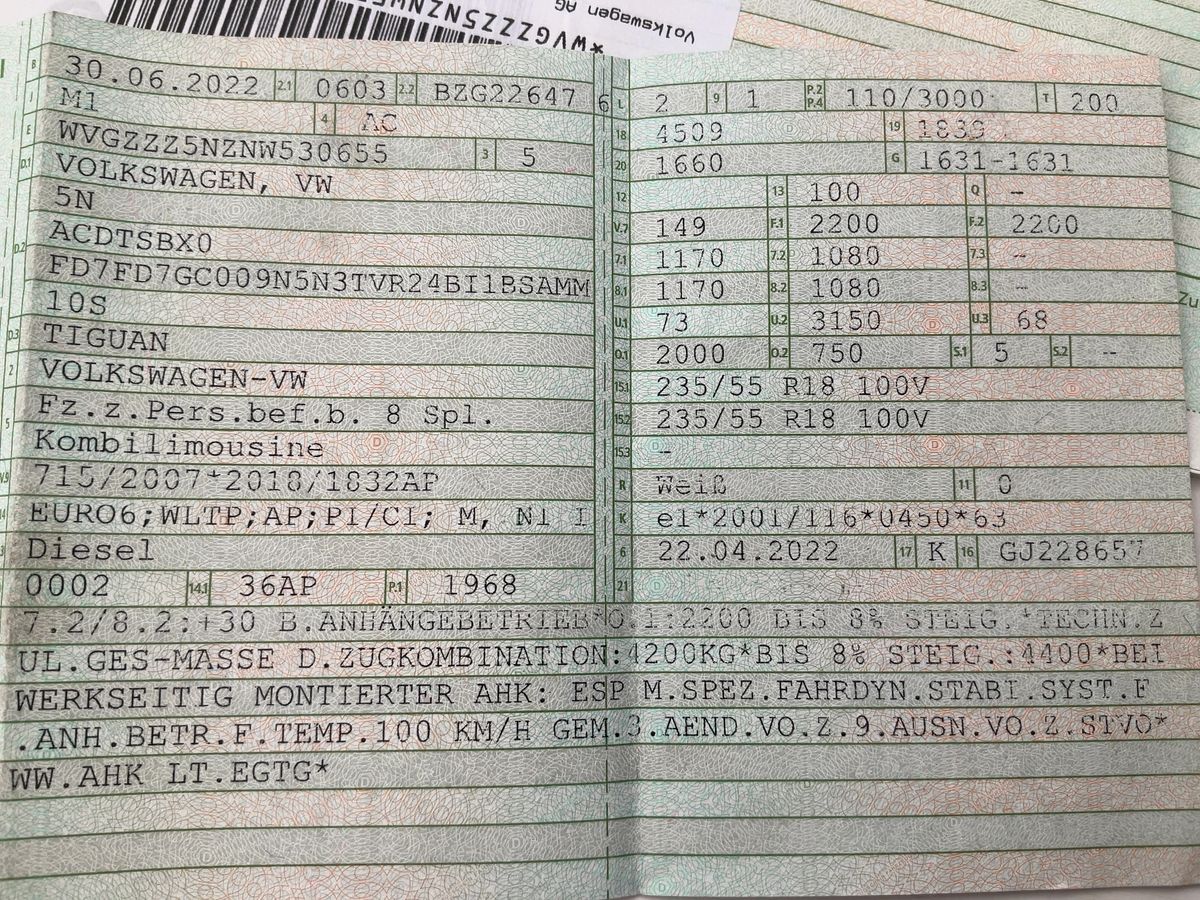 *WVGZZZ5NZNW5
Volkswagen AG
B 30.06.2022 2.1 0603 2.2 BZG22647 6 L 2 9 1 P.2 P.4 110/3000 T 200
J M1 4 AC 18 4509 19 1839
E WVGZZZ5NZNW530655 3 5 20 1660 G 1631-1631
D.1 VOLKSWAGEN, VW 12 13 100 Q -
5N V.7 149 F.1 2200 F.2 2200
D.2 ACDTSBX0 7.1 1170 7.2 1080 7.3 -
FD7FD7GC009N5N3TVR24BI1BSAMM 8.1 1170 8.2 1080 8.3 -
10S U.1 73 U.2 3150 U.3 68
D.3 TIGUAN O.1 2000 O.2 750 S.1 5 S.2 --
2 VOLKSWAGEN-VW 15.1 235/55 R18 100V
5 Fz.z.Pers.bef.b. 8 Spl. 15.2 235/55 R18 100V
Kombilimousine 15.3 -
V.9 715/2007*2018/1832AP R Weiß 11 0
14 EURO6;WLTP;AP;PI/CI; M, N1 I K e1*2001/116*0450*63
Diesel 6 22.04.2022 17 K 16 GJ228657
0002 14.1 36AP P.1 1968 21
7.2/8.2:+30 B.ANHÄNGEBETRIEB*O.1:2200 BIS 8% STEIG.*TECHN.Z
UL.GES-MASSE D.ZUGKOMBINATION:4200KG*BIS 8% STEIG.:4400*BEI
WERKSEITIG MONTIERTER AHK: ESP M.SPEZ.FAHRDYN.STABI.SYST.F
.ANH.BETR.F.TEMP.100 KM/H GEM.3.AEND.VO.Z.9.AUSN.VO.Z.STVO*
WW.AHK LT.EGTG*
Zu